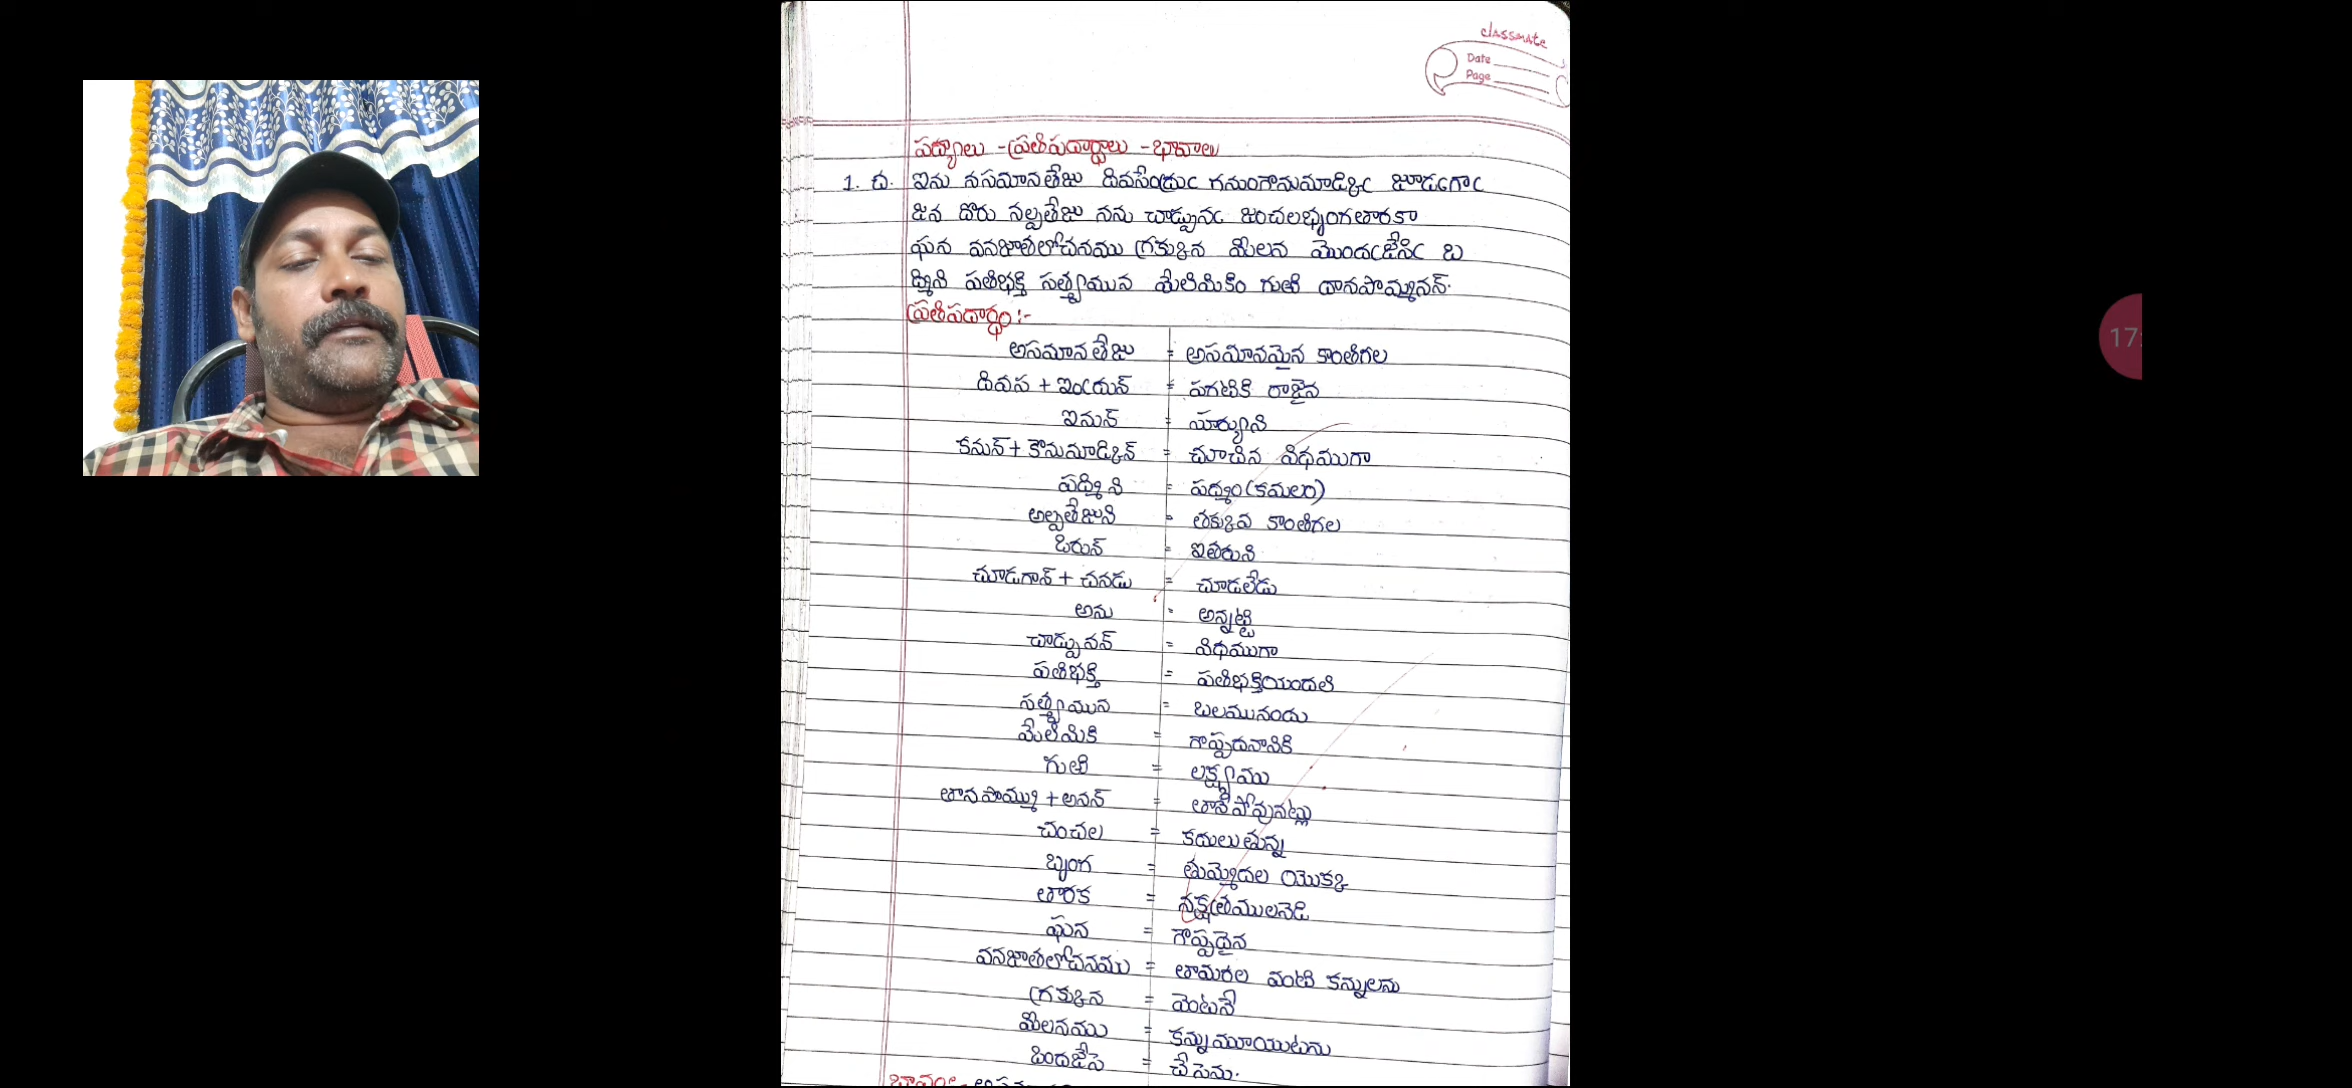 classmate
Date
Page
పద్యాలు - ప్రతిపదార్థాలు - భావాలు
1. చ. ఇను నసమానతేజు దివసేంద్రుఁ గనుంగొనుమాడ్కిఁ జూడఁగాఁ
జన దొరు నల్పతేజు నను చాడ్పునఁ జంచలభృంగతారకా
ఘన వనజాతలోచనము గ్రక్కున మీలన మొందఁజేసెఁ బ
ద్మిని పతిభక్తి సత్త్వమున మేలిమికిం గుఱి దానపొమ్మనన్.
ప్రతిపదార్థం :-
అసమాన తేజు = అసమానమైన కాంతిగల
దివస + ఇంద్రున్ = పగటికి రాజైన
ఇనున్ = సూర్యుని
కనున్ + కొనుమాడ్కిన్ = చూచిన విధముగా
పద్మిని = పద్మం (కమలం)
అల్పతేజుని = తక్కువ కాంతిగల
ఒరున్ = ఇతరుని
చూడగాన్ + చనదు = చూడలేదు
అను = అన్నట్టి
చాడ్పునన్ = విధముగా
పతిభక్తి = పతిభక్తియందలి
సత్త్వమున = బలమునందు
మేలిమికి = గొప్పదనానికి
గుఱి = లక్ష్యము
తానపొమ్ము + అనన్ = తానేపోవునట్లు
చంచల = కదులుతున్న
బృంగ = తుమ్మెదల యొక్క
తారక = నక్షత్రములనెడి
ఘన = గొప్పదైన
వనజాతలోచనము = తామరల వంటి కన్నులను
గ్రక్కున = వెంటనే
మీలనము = కన్నుమూయుటను
ఒందజేసె = చేసెను.
17